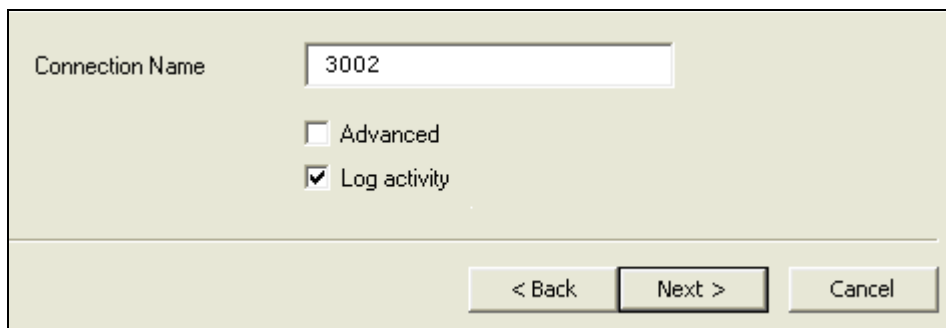 Connection Name 3002
Advanced
Log activity
< Back Next > Cancel